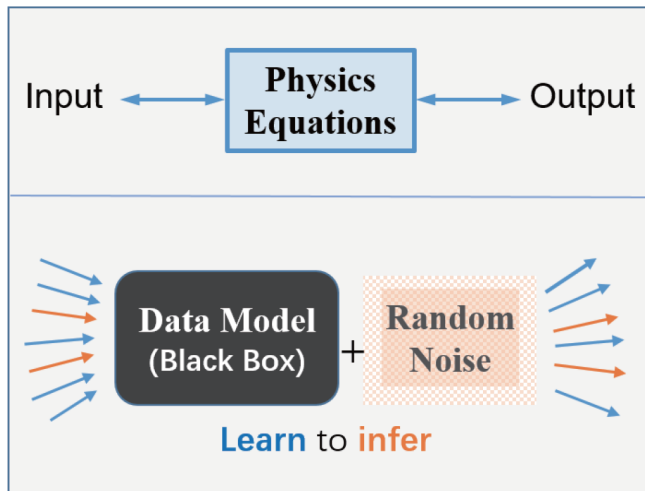 Input
Physics
Equations
Output
Data Model
(Black Box)
+
Random
Noise
Learn to infer